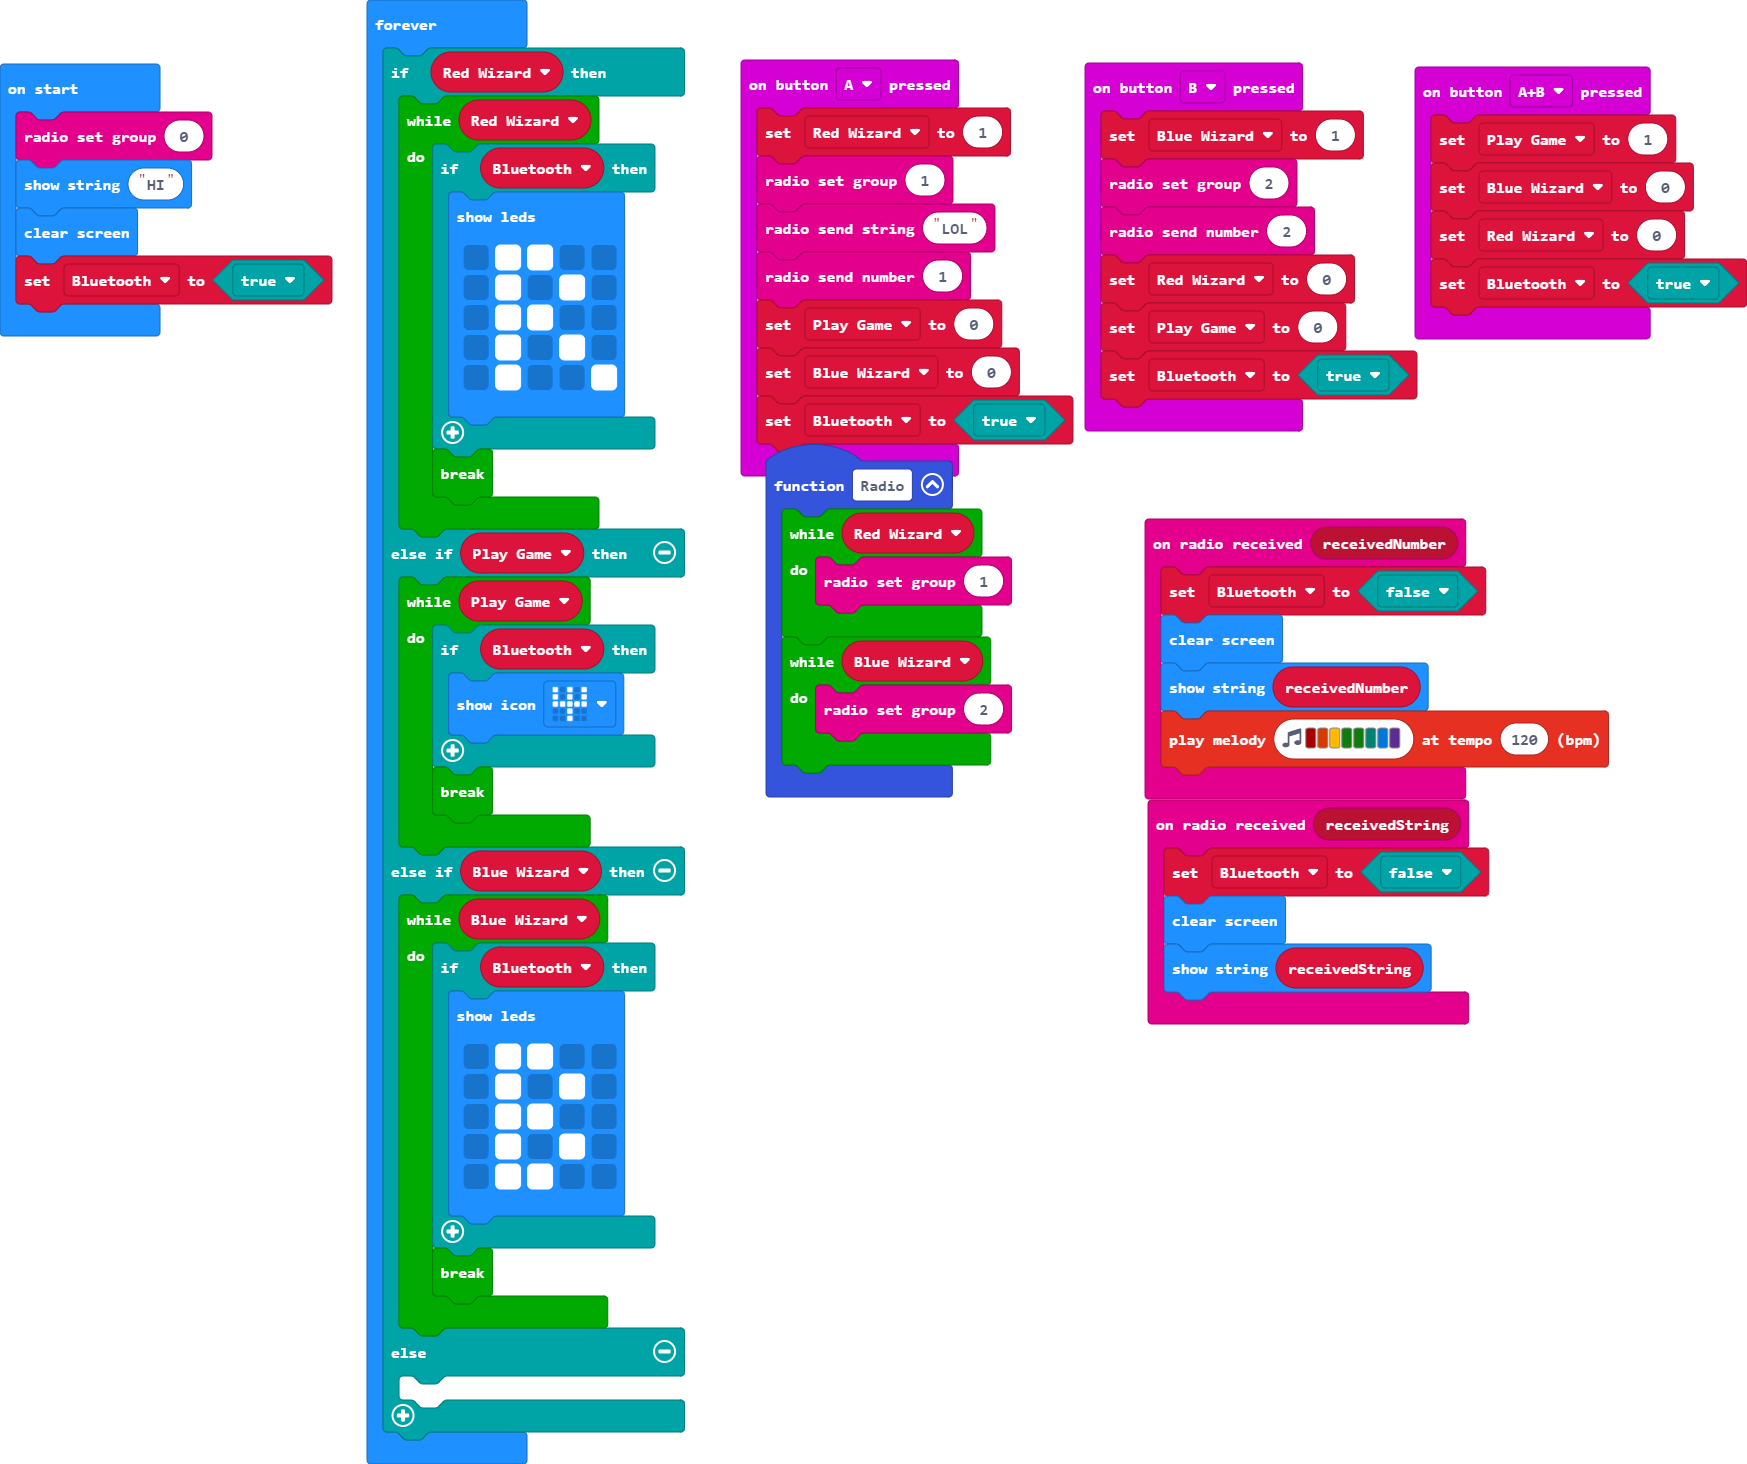 on start
radio set group 0
show string "HI"
clear screen
set Bluetooth to true
forever
if Red Wizard then
while Red Wizard
do
if Bluetooth then
show leds
break
else if Play Game then
while Play Game
do
if Bluetooth then
show icon
break
else if Blue Wizard then
while Blue Wizard
do
if Bluetooth then
show leds
break
else
on button A pressed
set Red Wizard to 1
radio set group 1
radio send string "LOL"
radio send number 1
set Play Game to 0
set Blue Wizard to 0
set Bluetooth to true
function Radio
while Red Wizard
do
radio set group 1
while Blue Wizard
do
radio set group 2
on button B pressed
set Blue Wizard to 1
radio set group 2
radio send number 2
set Red Wizard to 0
set Play Game to 0
set Bluetooth to true
on button A+B pressed
set Play Game to 1
set Blue Wizard to 0
set Red Wizard to 0
set Bluetooth to true
on radio received receivedNumber
set Bluetooth to false
clear screen
show string receivedNumber
play melody at tempo 120 (bpm)
on radio received receivedString
set Bluetooth to false
clear screen
show string receivedString